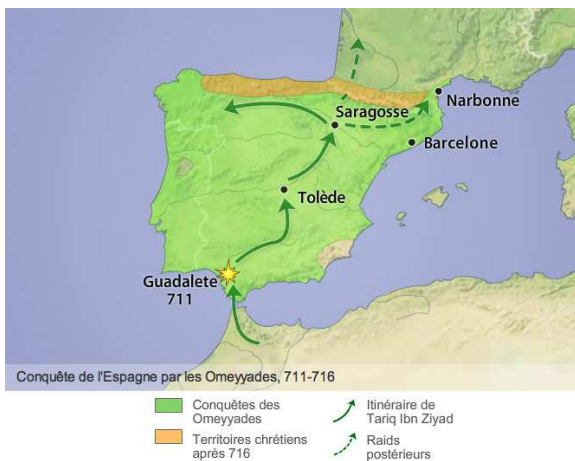 Narbonne
Saragosse
Barcelone
Tolède
Guadalete
711
Conquête de l'Espagne par les Omeyyades, 711-716
Conquêtes des
Omeyyades
Itinéraire de
Tariq Ibn Ziyad
Territoires chrétiens
après 716
Raids
postérieurs